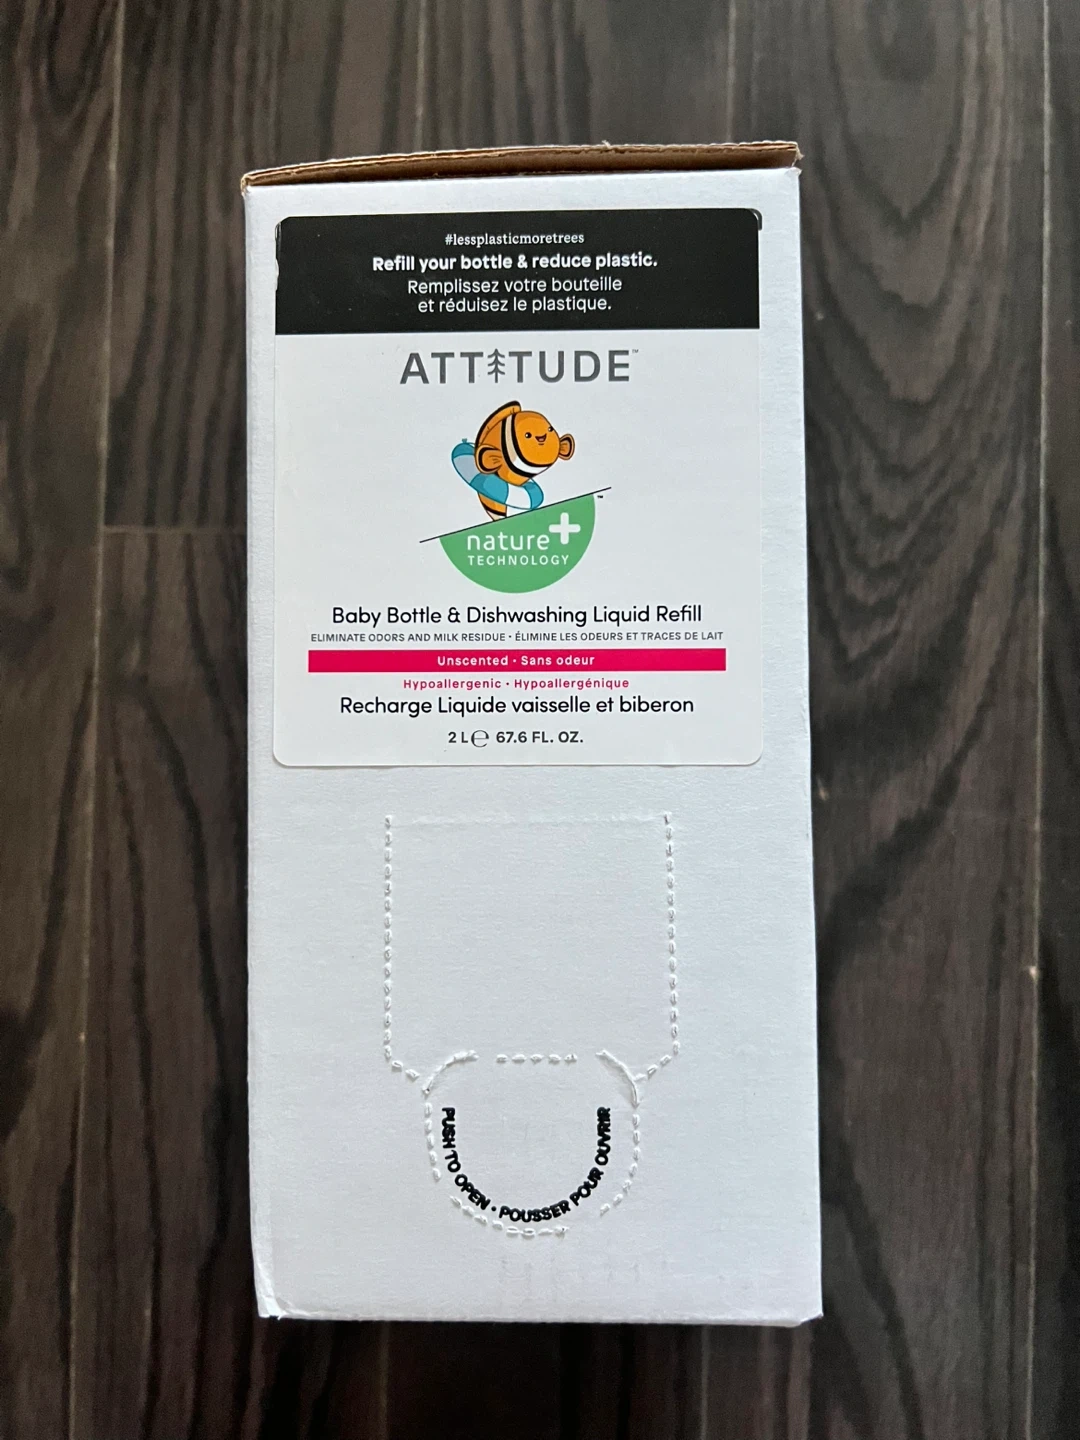 #lessplasticmoretrees
Refill your bottle & reduce plastic.
Remplissez votre bouteille
et réduisez le plastique.
ATTITUDE™
nature+™
TECHNOLOGY
Baby Bottle & Dishwashing Liquid Refill
ELIMINATE ODORS AND MILK RESIDUE • ÉLIMINE LES ODEURS ET TRACES DE LAIT
Unscented • Sans odeur
Hypoallergenic • Hypoallergénique
Recharge Liquide vaisselle et biberon
2 L℮ 67.6 FL. OZ.
PUSH TO OPEN • POUSSER POUR OUVRIR